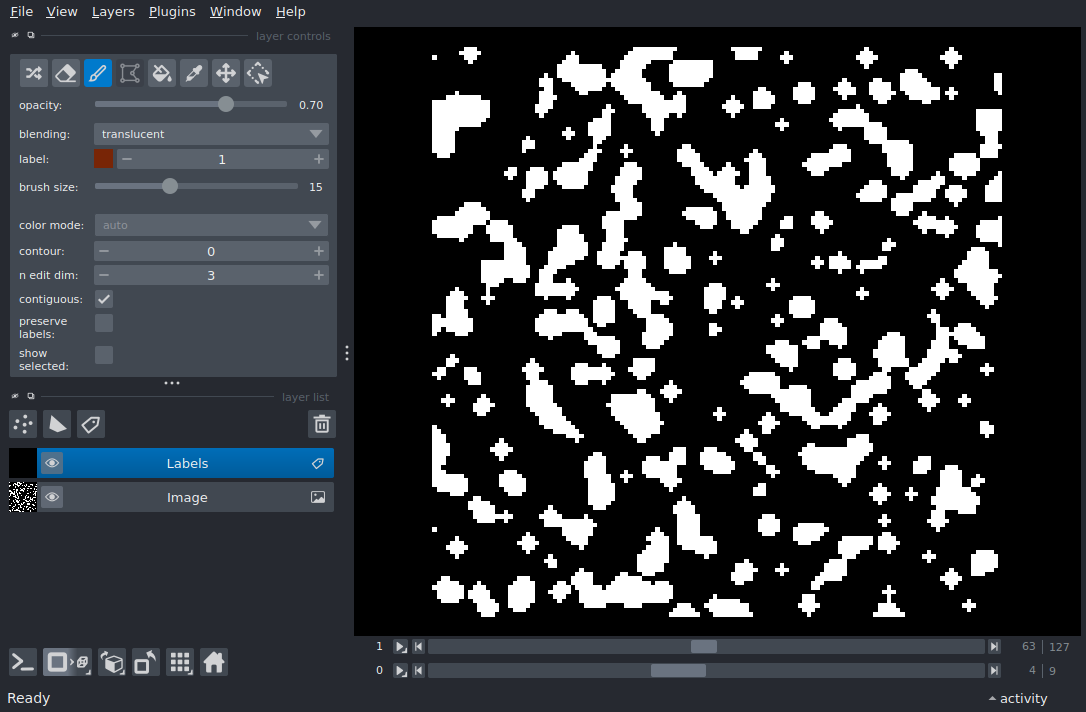 File View Layers Plugins Window Help
layer controls
opacity: 0.70
blending: translucent
label: 1
brush size: 15
color mode: auto
contour: 0
n edit dim: 3
contiguous:
preserve
labels:
show
selected:
layer list
Labels
Image
1 63 127
0 4 9
Ready activity